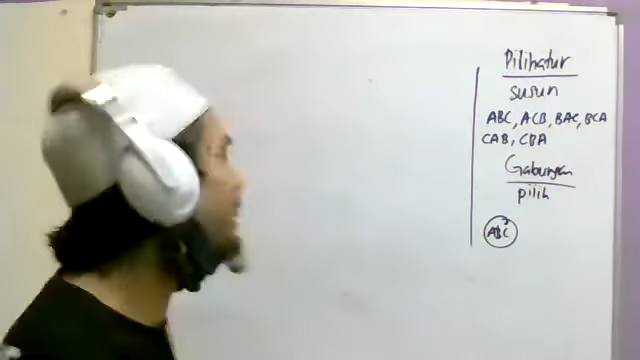 Pilihatur
susun
ABC, ACB, BAC, BCA
CAB, CBA
Gabungan
pilih
ABC